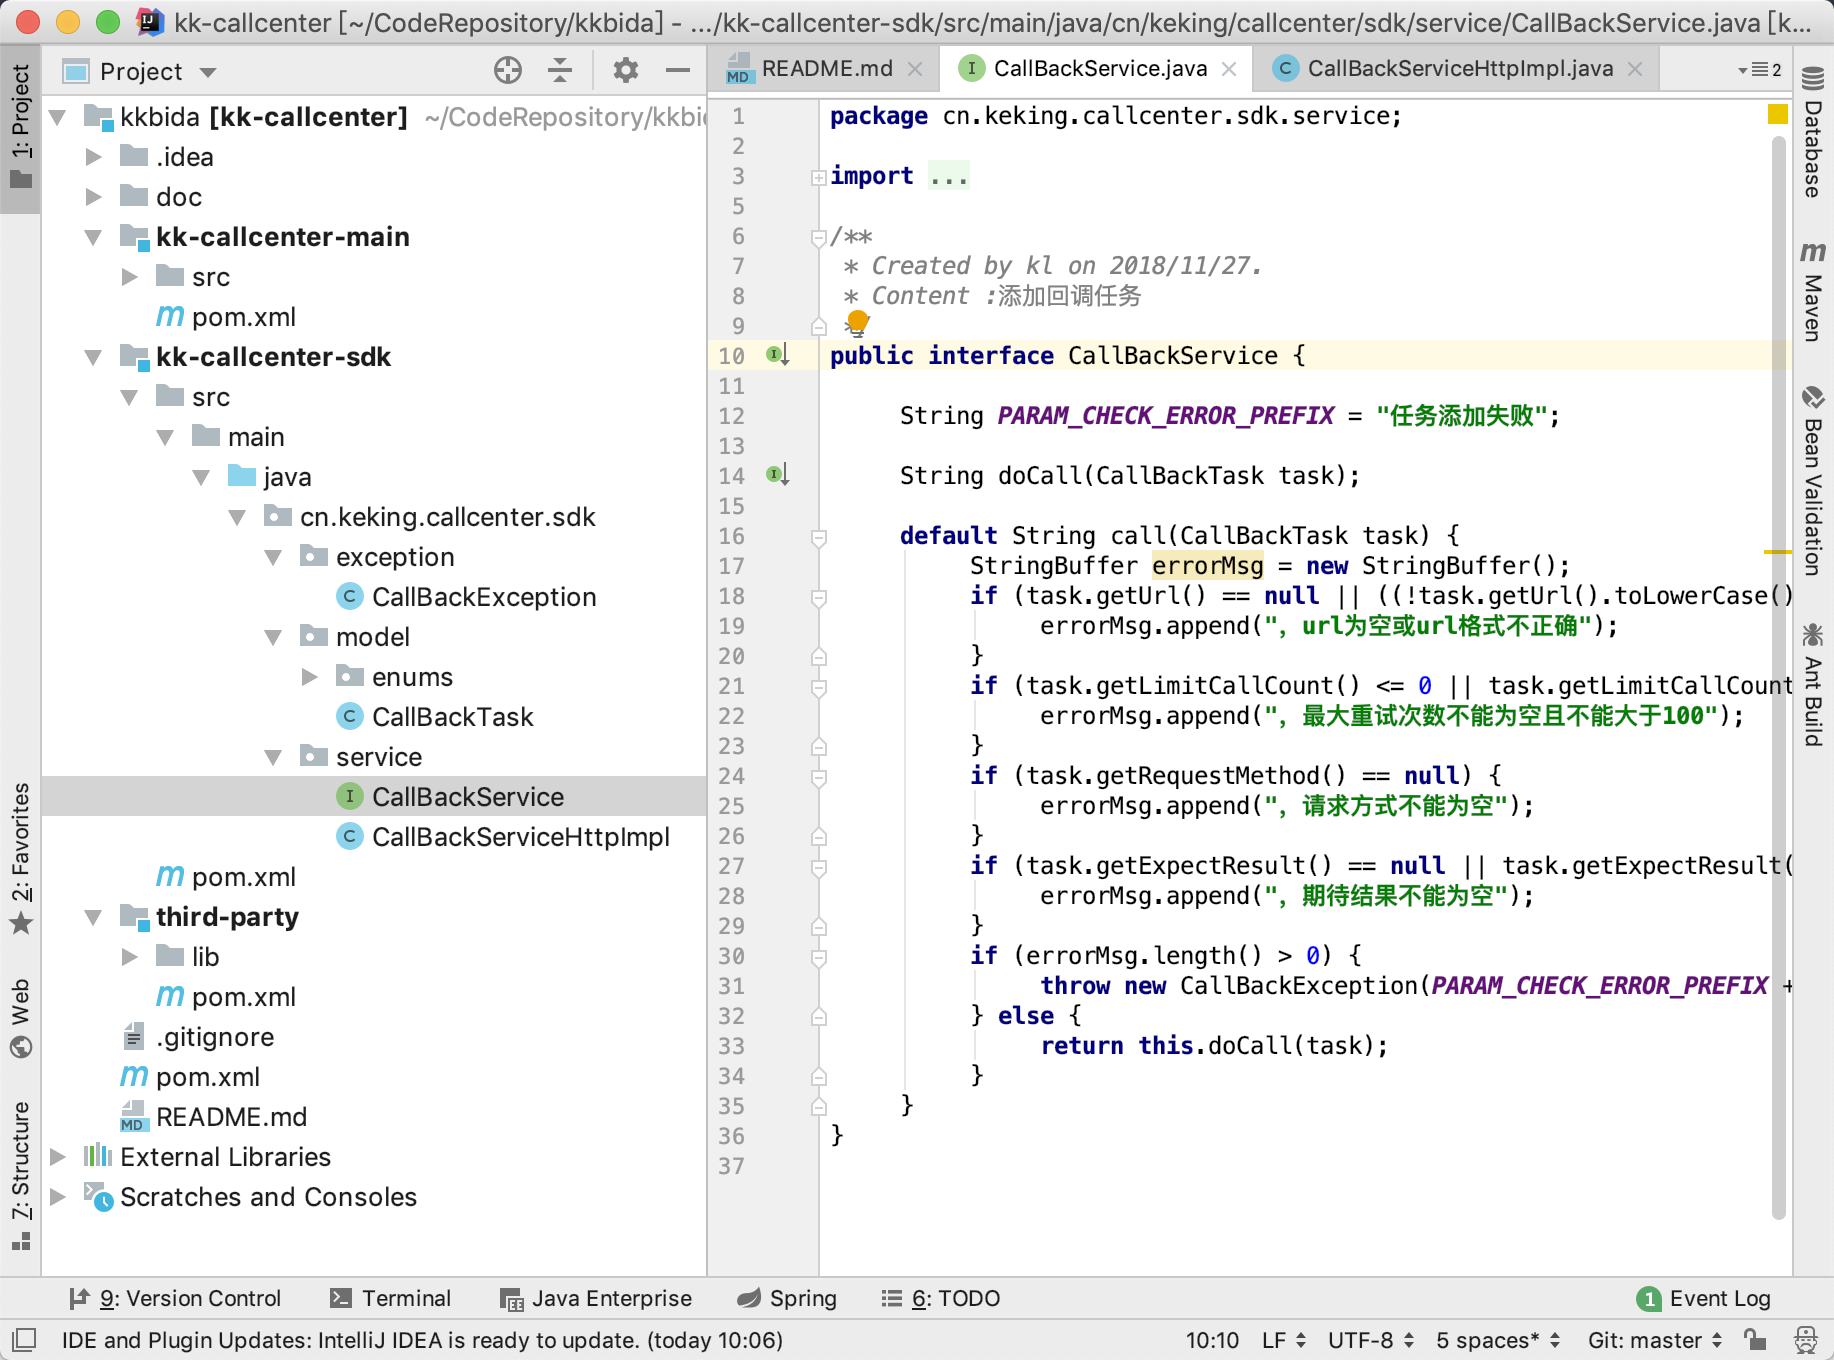 kk-callcenter [~/CodeRepository/kkbida] - .../kk-callcenter-sdk/src/main/java/cn/keking/callcenter/sdk/service/CallBackService.java [k...
1: Project
2: Favorites
Web
7: Structure
Project
kkbida [kk-callcenter] ~/CodeRepository/kkbi
.idea
doc
kk-callcenter-main
src
pom.xml
kk-callcenter-sdk
src
main
java
cn.keking.callcenter.sdk
exception
CallBackException
model
enums
CallBackTask
service
CallBackService
CallBackServiceHttpImpl
pom.xml
third-party
lib
pom.xml
.gitignore
pom.xml
README.md
External Libraries
Scratches and Consoles
README.md
CallBackService.java
CallBackServiceHttpImpl.java
2
1 package cn.keking.callcenter.sdk.service;
2
3 import ...
5
6 /**
7 * Created by kl on 2018/11/27.
8 * Content :添加回调任务
9 */
10 public interface CallBackService {
11
12 String PARAM_CHECK_ERROR_PREFIX = "任务添加失败";
13
14 String doCall(CallBackTask task);
15
16 default String call(CallBackTask task) {
17 StringBuffer errorMsg = new StringBuffer();
18 if (task.getUrl() == null || ((!task.getUrl().toLowerCase()
19 errorMsg.append(", url为空或url格式不正确");
20 }
21 if (task.getLimitCallCount() <= 0 || task.getLimitCallCount
22 errorMsg.append(", 最大重试次数不能为空且不能大于100");
23 }
24 if (task.getRequestMethod() == null) {
25 errorMsg.append(", 请求方式不能为空");
26 }
27 if (task.getExpectResult() == null || task.getExpectResult(
28 errorMsg.append(", 期待结果不能为空");
29 }
30 if (errorMsg.length() > 0) {
31 throw new CallBackException(PARAM_CHECK_ERROR_PREFIX +
32 } else {
33 return this.doCall(task);
34 }
35 }
36 }
37
Database
Maven
Bean Validation
Ant Build
9: Version Control
Terminal
Java Enterprise
Spring
6: TODO
1 Event Log
IDE and Plugin Updates: IntelliJ IDEA is ready to update. (today 10:06)
10:10
LF
UTF-8
5 spaces*
Git: master